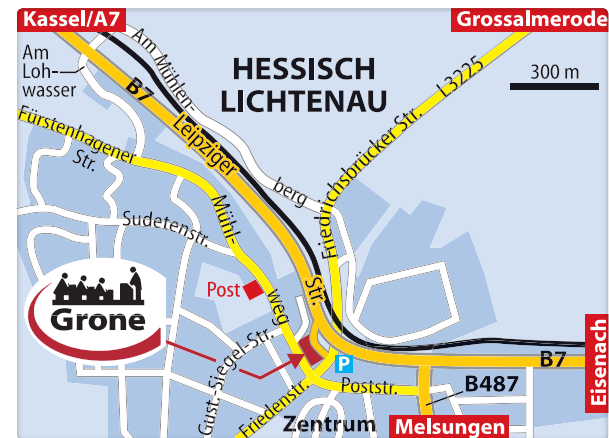 Kassel/A7
Grossalmerode
Am
Loh-
wasser
Am Mühlen-
berg
HESSISCH
LICHTENAU
300 m
B7
Leipziger
Str.
L3225
Friedrichsbrücker Str.
Fürstenhagener
Str.
Mühl-
weg
Sudetenstr.
Post
Grone
Gust.-Siegel-Str.
P
B7
Eisenach
Friedenstr.
Poststr.
B487
Zentrum
Melsungen